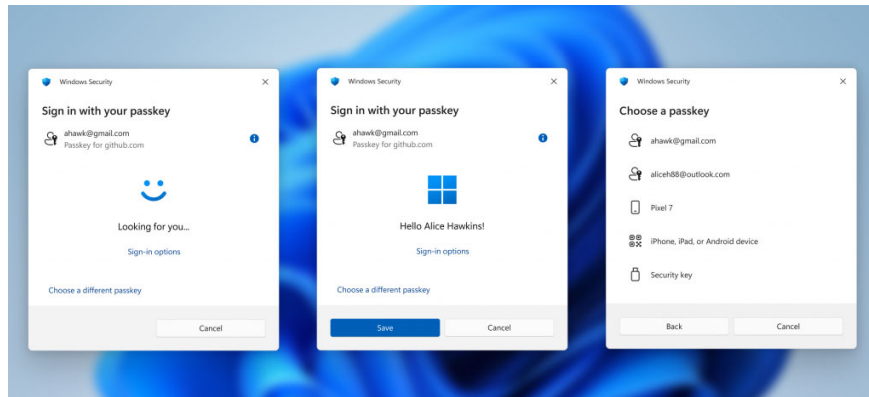 Windows Security
Sign in with your passkey
ahawk@gmail.com
Passkey for github.com
Looking for you...
Sign-in options
Choose a different passkey
Cancel
Windows Security
Sign in with your passkey
ahawk@gmail.com
Passkey for github.com
Hello Alice Hawkins!
Sign-in options
Choose a different passkey
Save
Cancel
Windows Security
Choose a passkey
ahawk@gmail.com
aliceh88@outlook.com
Pixel 7
iPhone, iPad, or Android device
Security key
Back
Cancel